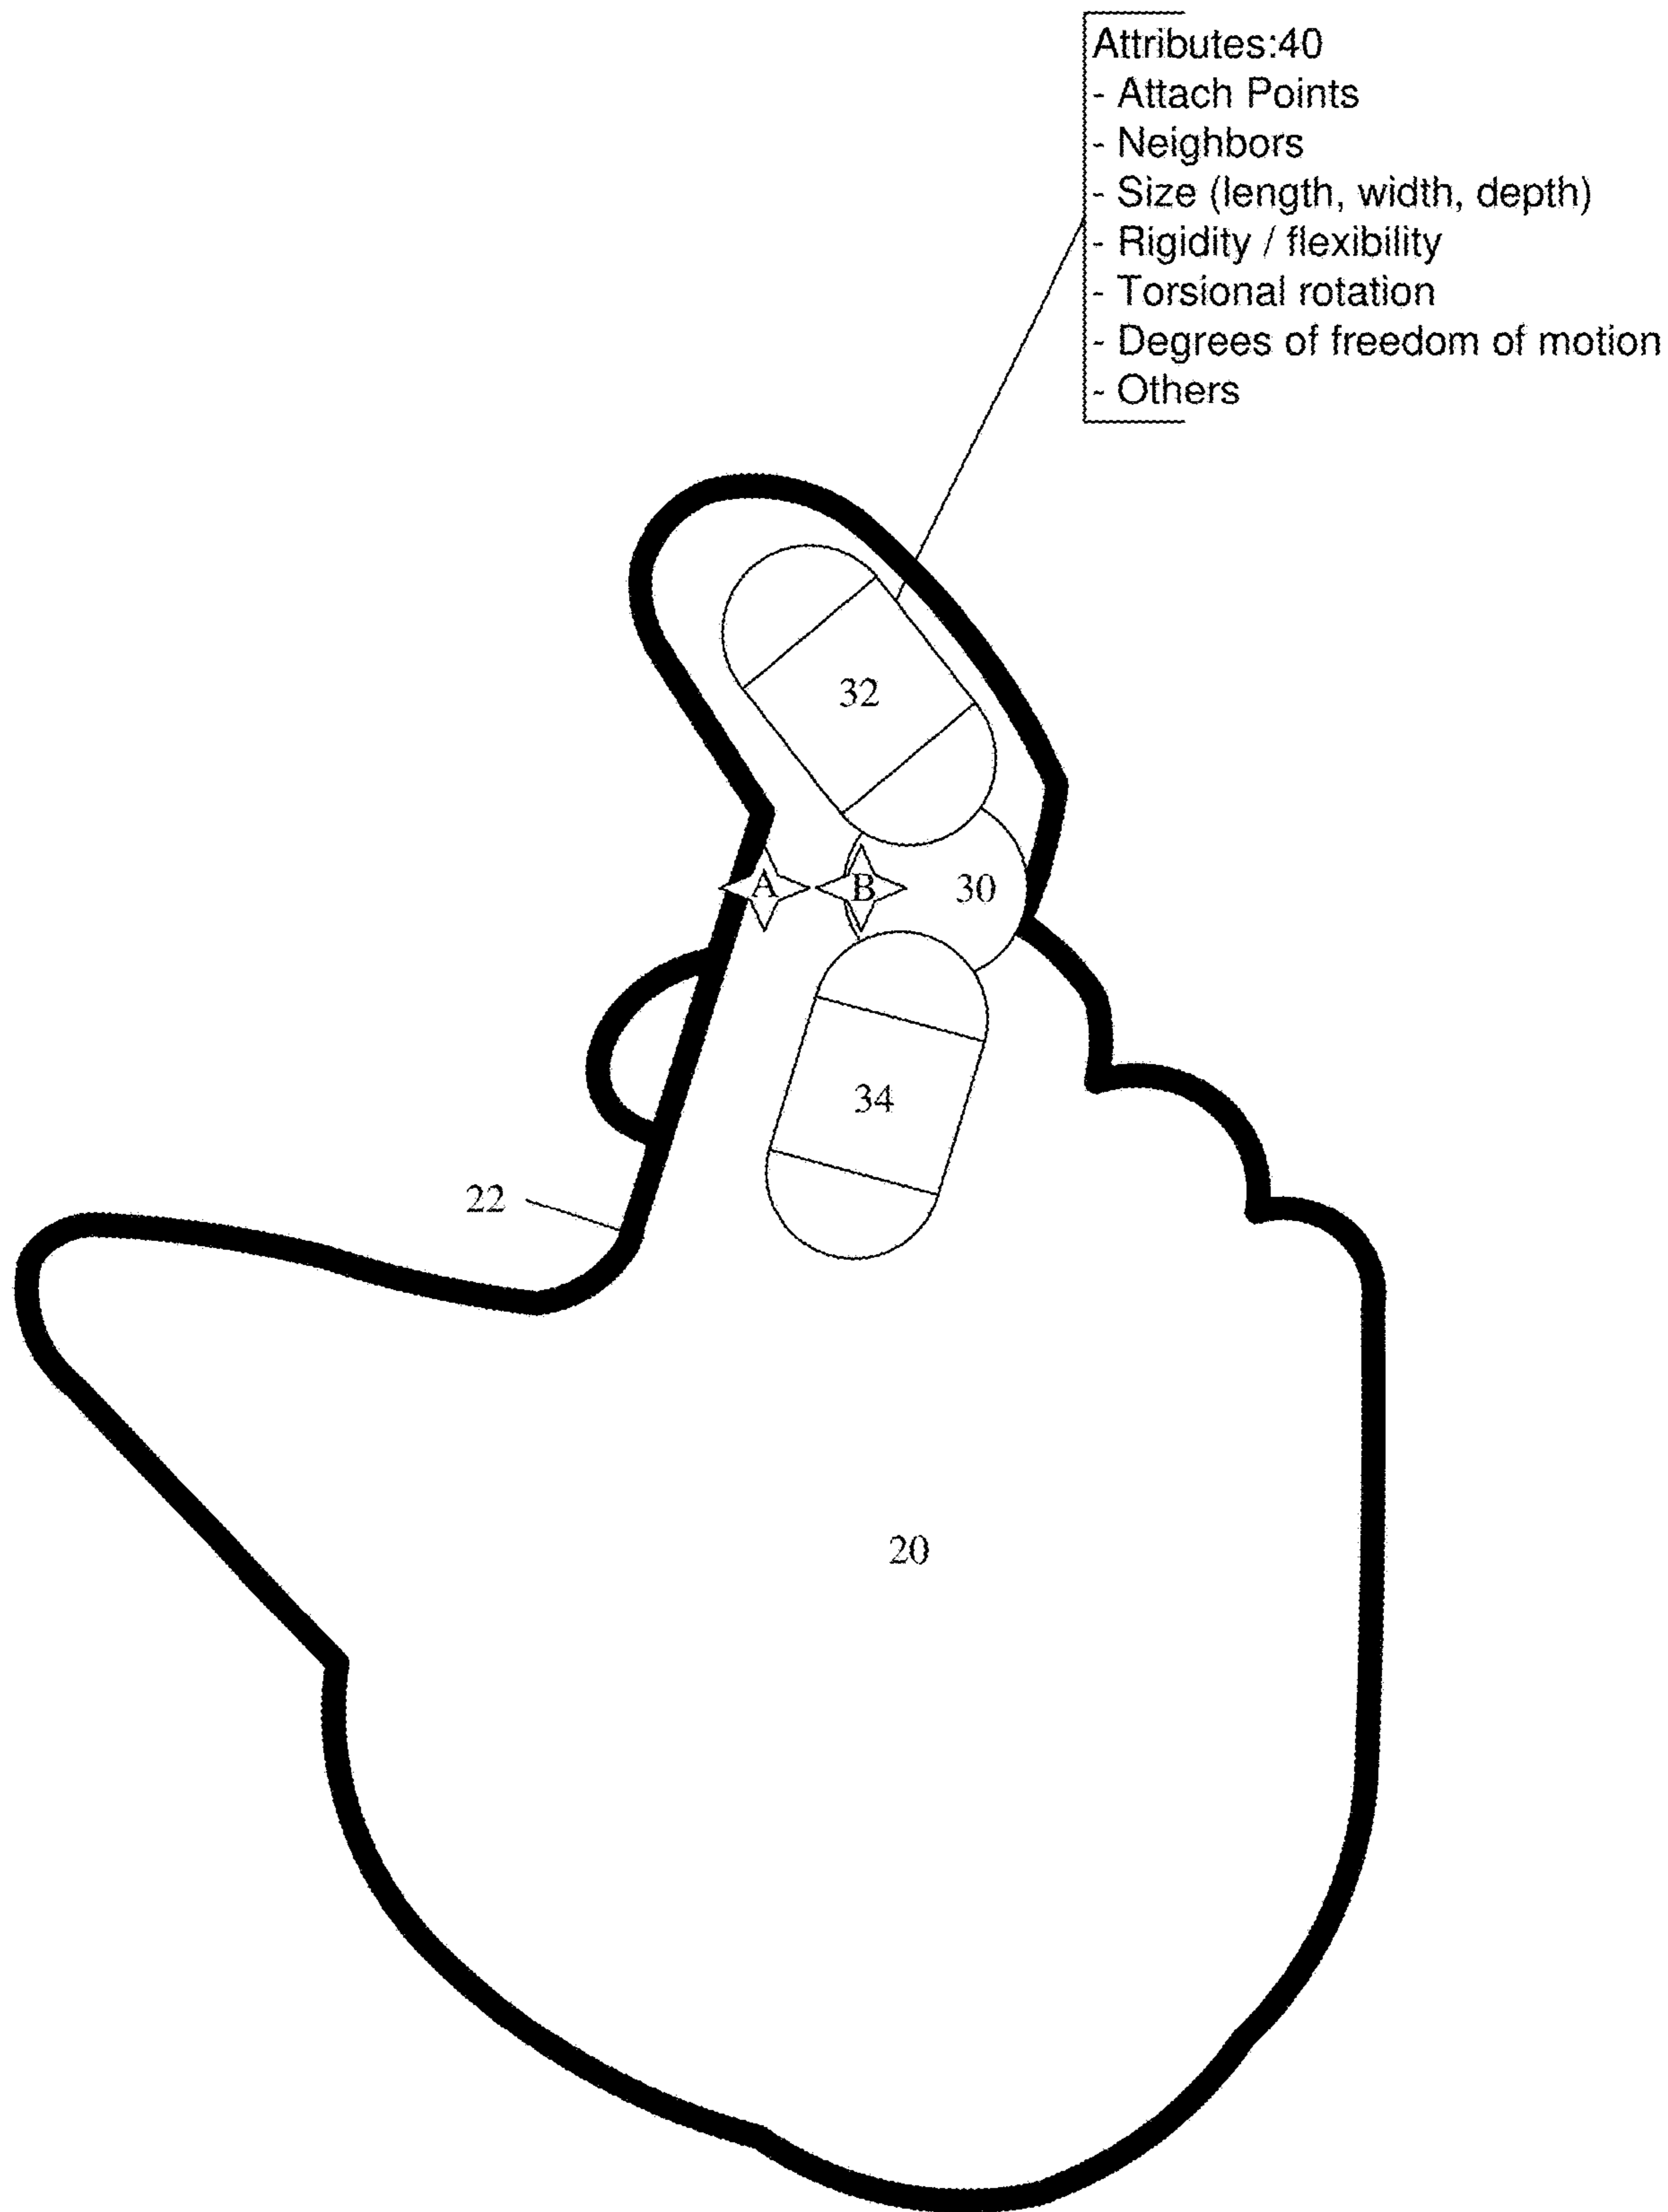 Attributes:40
- Attach Points
- Neighbors
- Size (length, width, depth)
- Rigidity / flexibility
- Torsional rotation
- Degrees of freedom of motion
- Others
32
A
B
30
34
22
20